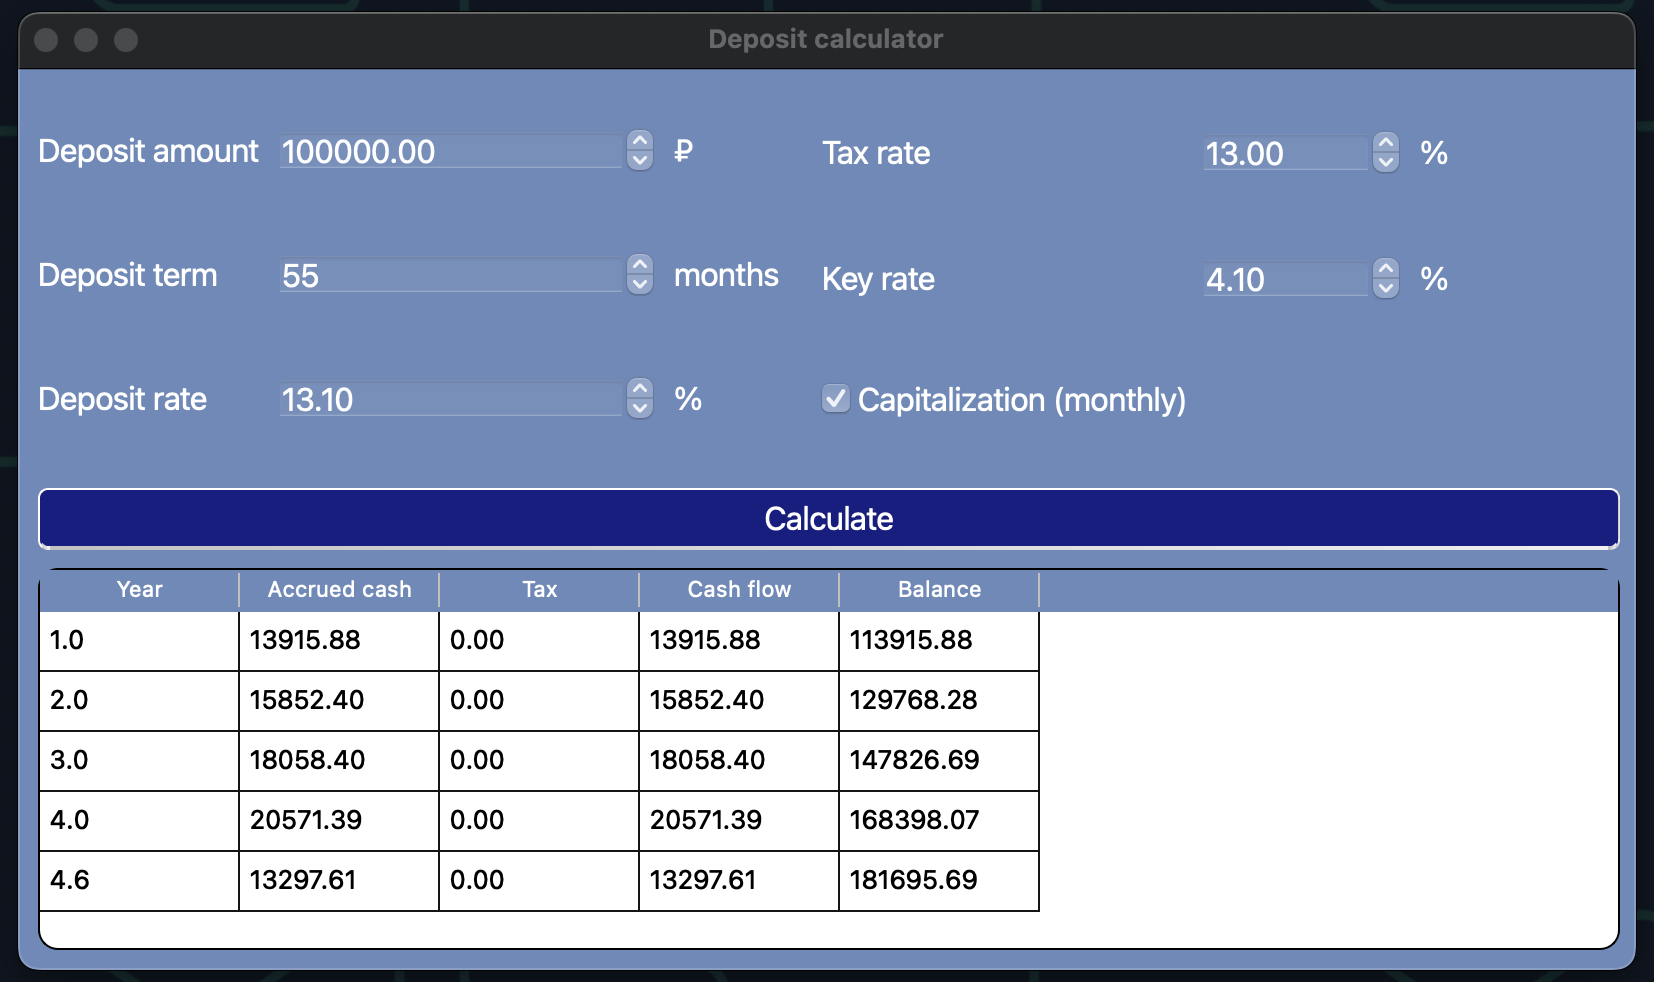 Deposit calculator
Deposit amount 100000.00 ₽ Tax rate 13.00 %
Deposit term 55 months Key rate 4.10 %
Deposit rate 13.10 % Capitalization (monthly)
Calculate
Year Accrued cash Tax Cash flow Balance
1.0 13915.88 0.00 13915.88 113915.88
2.0 15852.40 0.00 15852.40 129768.28
3.0 18058.40 0.00 18058.40 147826.69
4.0 20571.39 0.00 20571.39 168398.07
4.6 13297.61 0.00 13297.61 181695.69